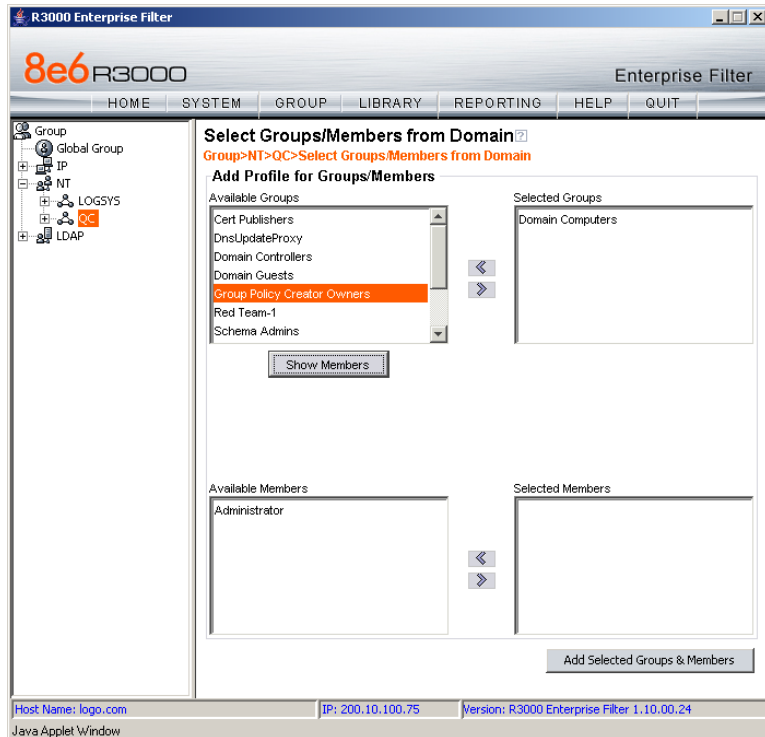 R3000 Enterprise Filter
8e6 R3000
Enterprise Filter
HOME SYSTEM GROUP LIBRARY REPORTING HELP QUIT
Group
Global Group
IP
NT
LOGSYS
QC
LDAP
Select Groups/Members from Domain ?
Group>NT>QC>Select Groups/Members from Domain
Add Profile for Groups/Members
Available Groups
Cert Publishers
DnsUpdateProxy
Domain Controllers
Domain Guests
Group Policy Creator Owners
Red Team-1
Schema Admins
Show Members
Selected Groups
Domain Computers
Available Members
Administrator
Selected Members
Add Selected Groups & Members
Host Name: logo.com IP: 200.10.100.75 Version: R3000 Enterprise Filter 1.10.00.24
Java Applet Window